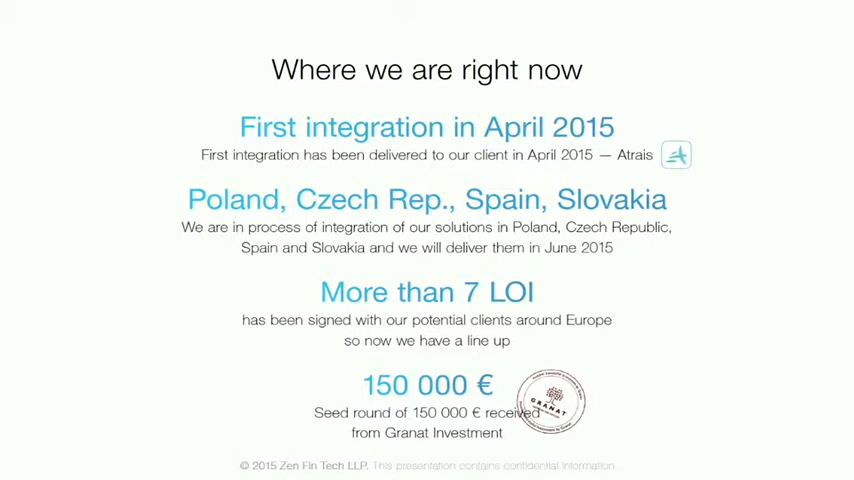 Where we are right now
First integration in April 2015
First integration has been delivered to our client in April 2015 — Atrais
Poland, Czech Rep., Spain, Slovakia
We are in process of integration of our solutions in Poland, Czech Republic,
Spain and Slovakia and we will deliver them in June 2015
More than 7 LOI
has been signed with our potential clients around Europe
so now we have a line up
150 000 €
GRANAT
Seed round of 150 000 € received
from Granat Investment
© 2015 Zen Fin Tech LLP. This presentation contains confidential information.